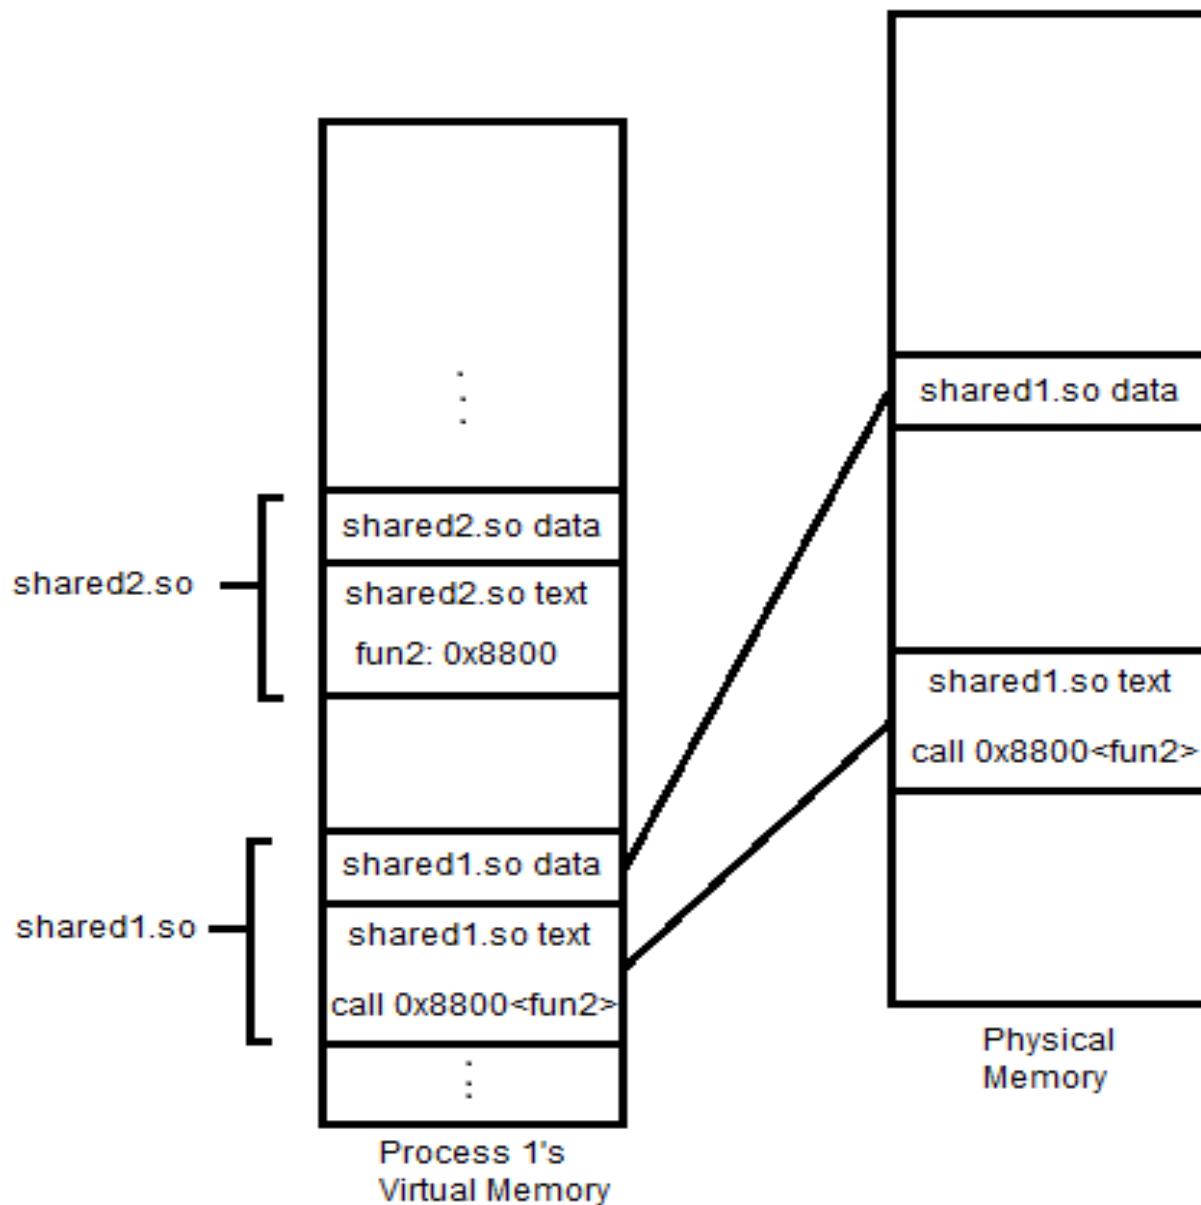 shared1.so data
shared2.so data
shared2.so
shared2.so text
fun2: 0x8800
shared1.so text
call 0x8800<fun2>
shared1.so data
shared1.so
shared1.so text
call 0x8800<fun2>
Physical
Memory
Process 1's
Virtual Memory